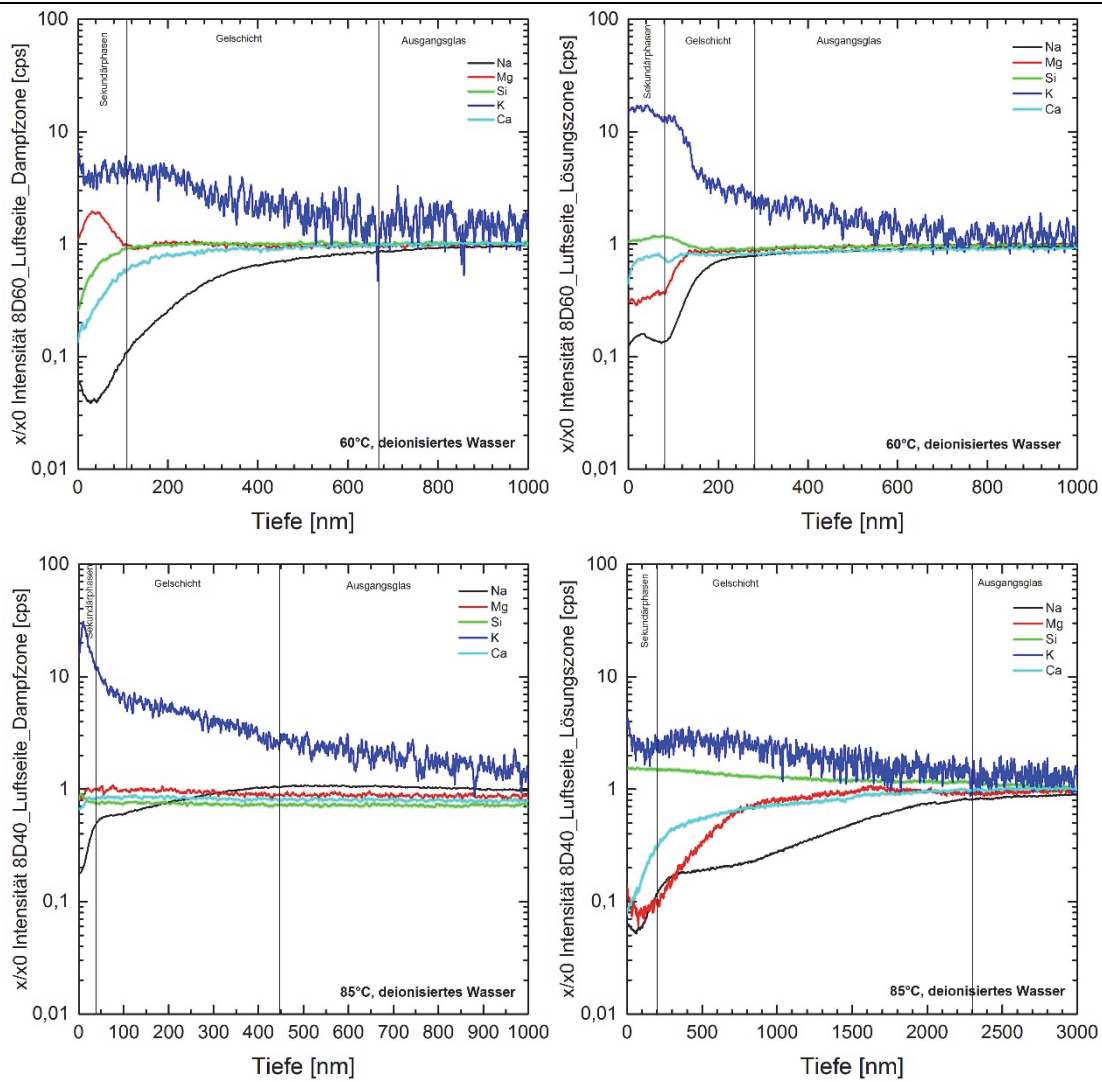 x/x0 Intensität 8D60_Luftseite_Dampfzone [cps]
100
10
1
0,1
0,01
Sekundärphasen
Gelschicht
Ausgangsglas
Na
Mg
Si
K
Ca
60°C, deionisiertes Wasser
0 200 400 600 800 1000
Tiefe [nm]
x/x0 Intensität 8D60_Luftseite_Lösungszone [cps]
100
10
1
0,1
0,01
Sekundärphasen
Gelschicht
Ausgangsglas
Na
Mg
Si
K
Ca
60°C, deionisiertes Wasser
0 200 400 600 800 1000
Tiefe [nm]
x/x0 Intensität 8D40_Luftseite_Dampfzone [cps]
100
10
1
0,1
0,01
Sekundärphasen
Gelschicht
Ausgangsglas
Na
Mg
Si
K
Ca
85°C, deionisiertes Wasser
0 100 200 300 400 500 600 700 800 900 1000
Tiefe [nm]
x/x0 Intensität 8D40_Luftseite_Lösungszone [cps]
100
10
1
0,1
0,01
Sekundärphasen
Gelschicht
Ausgangsglas
Na
Mg
Si
K
Ca
85°C, deionisiertes Wasser
0 500 1000 1500 2000 2500 3000
Tiefe [nm]